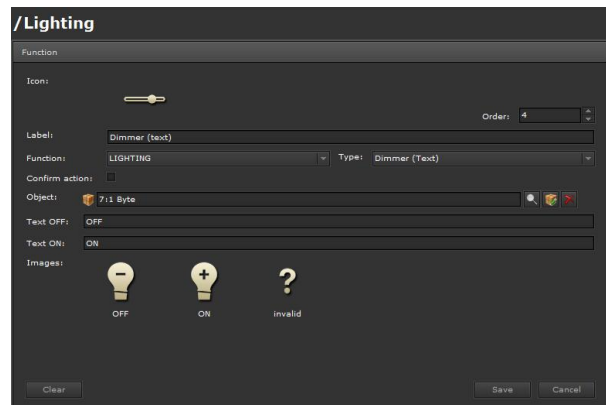 /Lighting
Function
Icon:
Order: 4
Label: Dimmer (text)
Function: LIGHTING Type: Dimmer (Text)
Confirm action:
Object: 7:1 Byte
Text OFF: OFF
Text ON: ON
Images:
OFF ON invalid
Clear Save Cancel